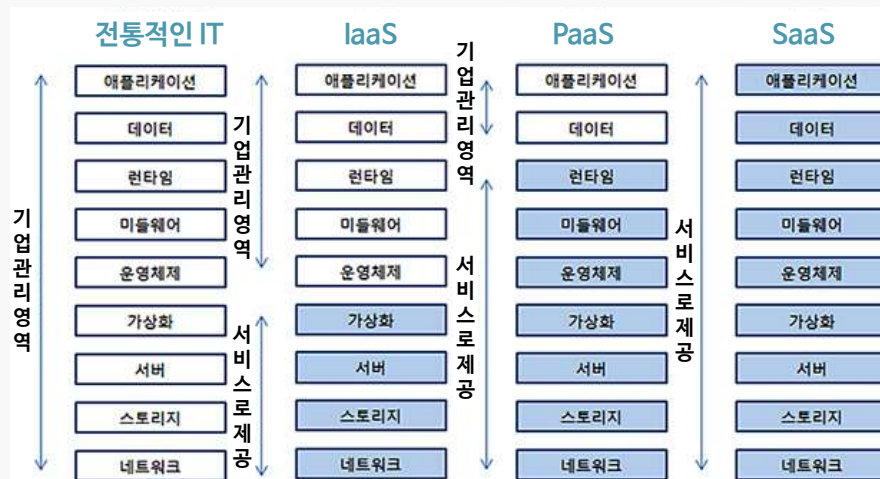 전통적인 IT
IaaS
PaaS
SaaS
기업관리영역
애플리케이션
데이터
런타임
미들웨어
운영체제
가상화
서버
스토리지
네트워크
기업관리영역
서비스로제공
애플리케이션
데이터
런타임
미들웨어
운영체제
가상화
서버
스토리지
네트워크
기업관리영역
서비스로제공
애플리케이션
데이터
런타임
미들웨어
운영체제
가상화
서버
스토리지
네트워크
서비스로제공
애플리케이션
데이터
런타임
미들웨어
운영체제
가상화
서버
스토리지
네트워크